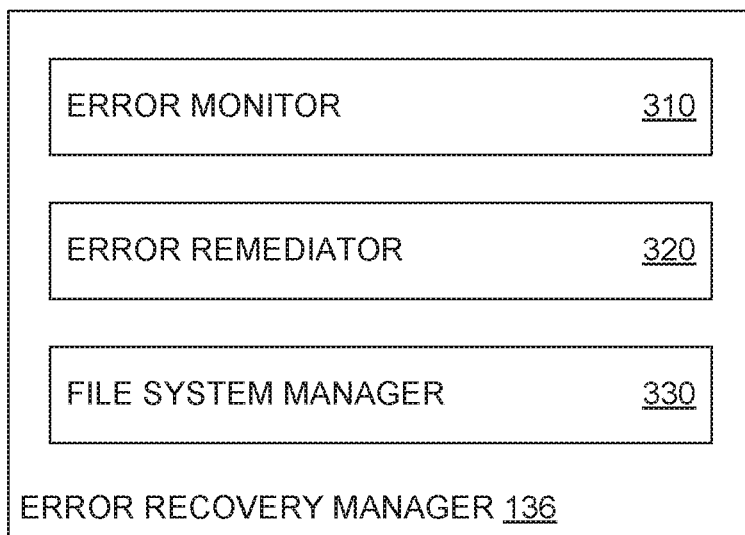 ERROR MONITOR 310
ERROR REMEDIATOR 320
FILE SYSTEM MANAGER 330
ERROR RECOVERY MANAGER 136